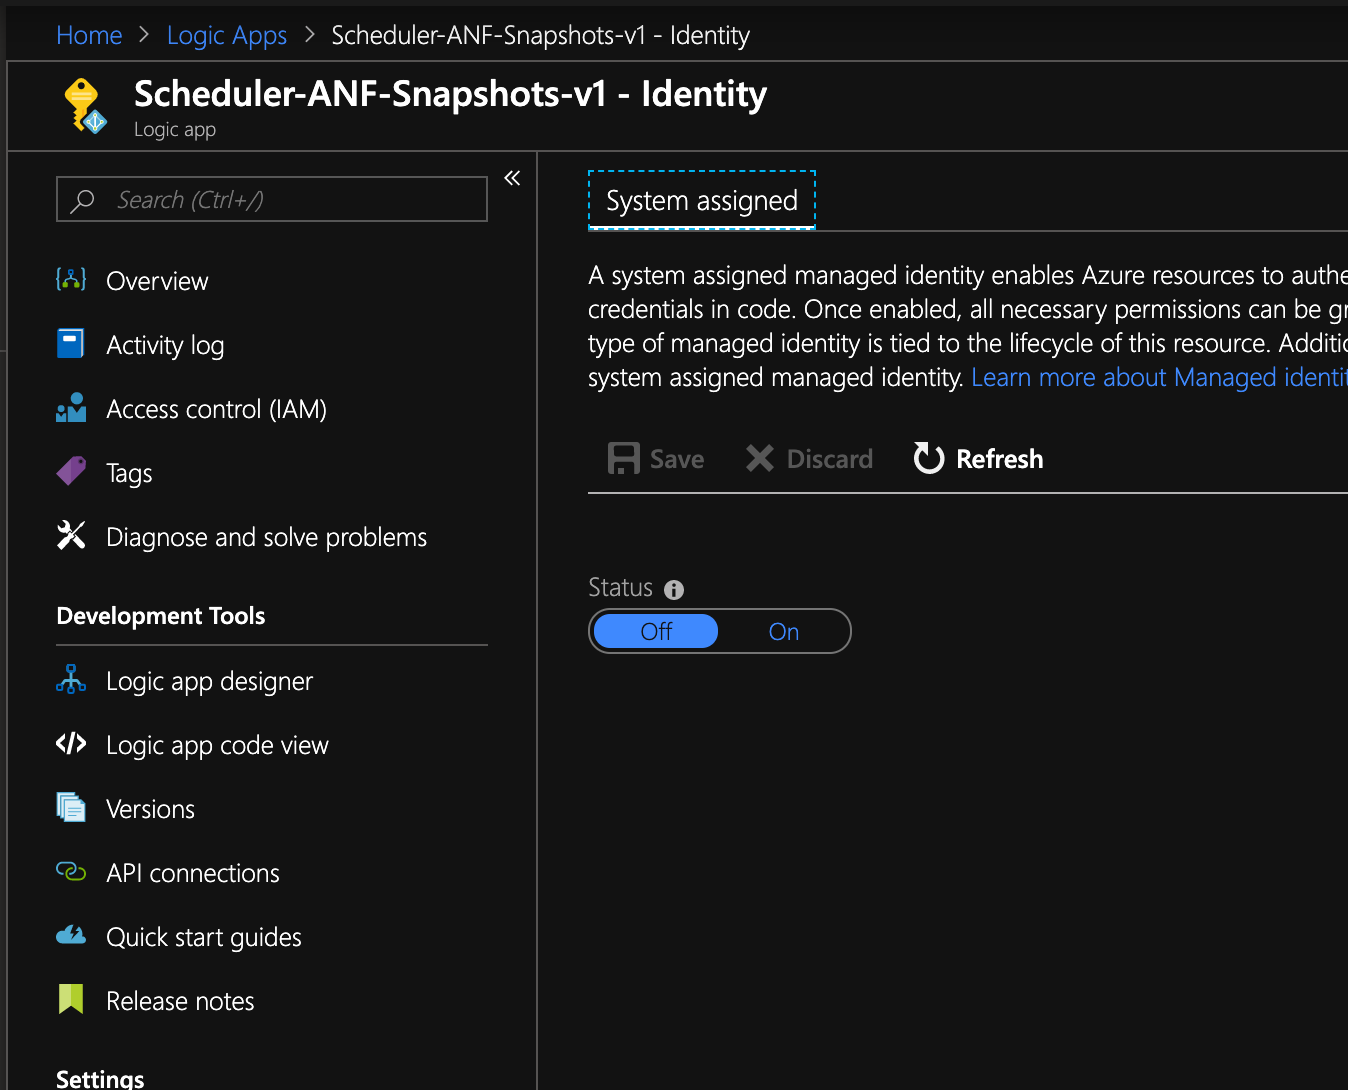 Home > Logic Apps > Scheduler-ANF-Snapshots-v1 - Identity
Scheduler-ANF-Snapshots-v1 - Identity
Logic app
«
Search (Ctrl+/)
Overview
Activity log
Access control (IAM)
Tags
Diagnose and solve problems
Development Tools
Logic app designer
Logic app code view
Versions
API connections
Quick start guides
Release notes
Settings
System assigned
A system assigned managed identity enables Azure resources to authe
credentials in code. Once enabled, all necessary permissions can be gr
type of managed identity is tied to the lifecycle of this resource. Additio
system assigned managed identity. Learn more about Managed identit
Save Discard Refresh
Status
Off On